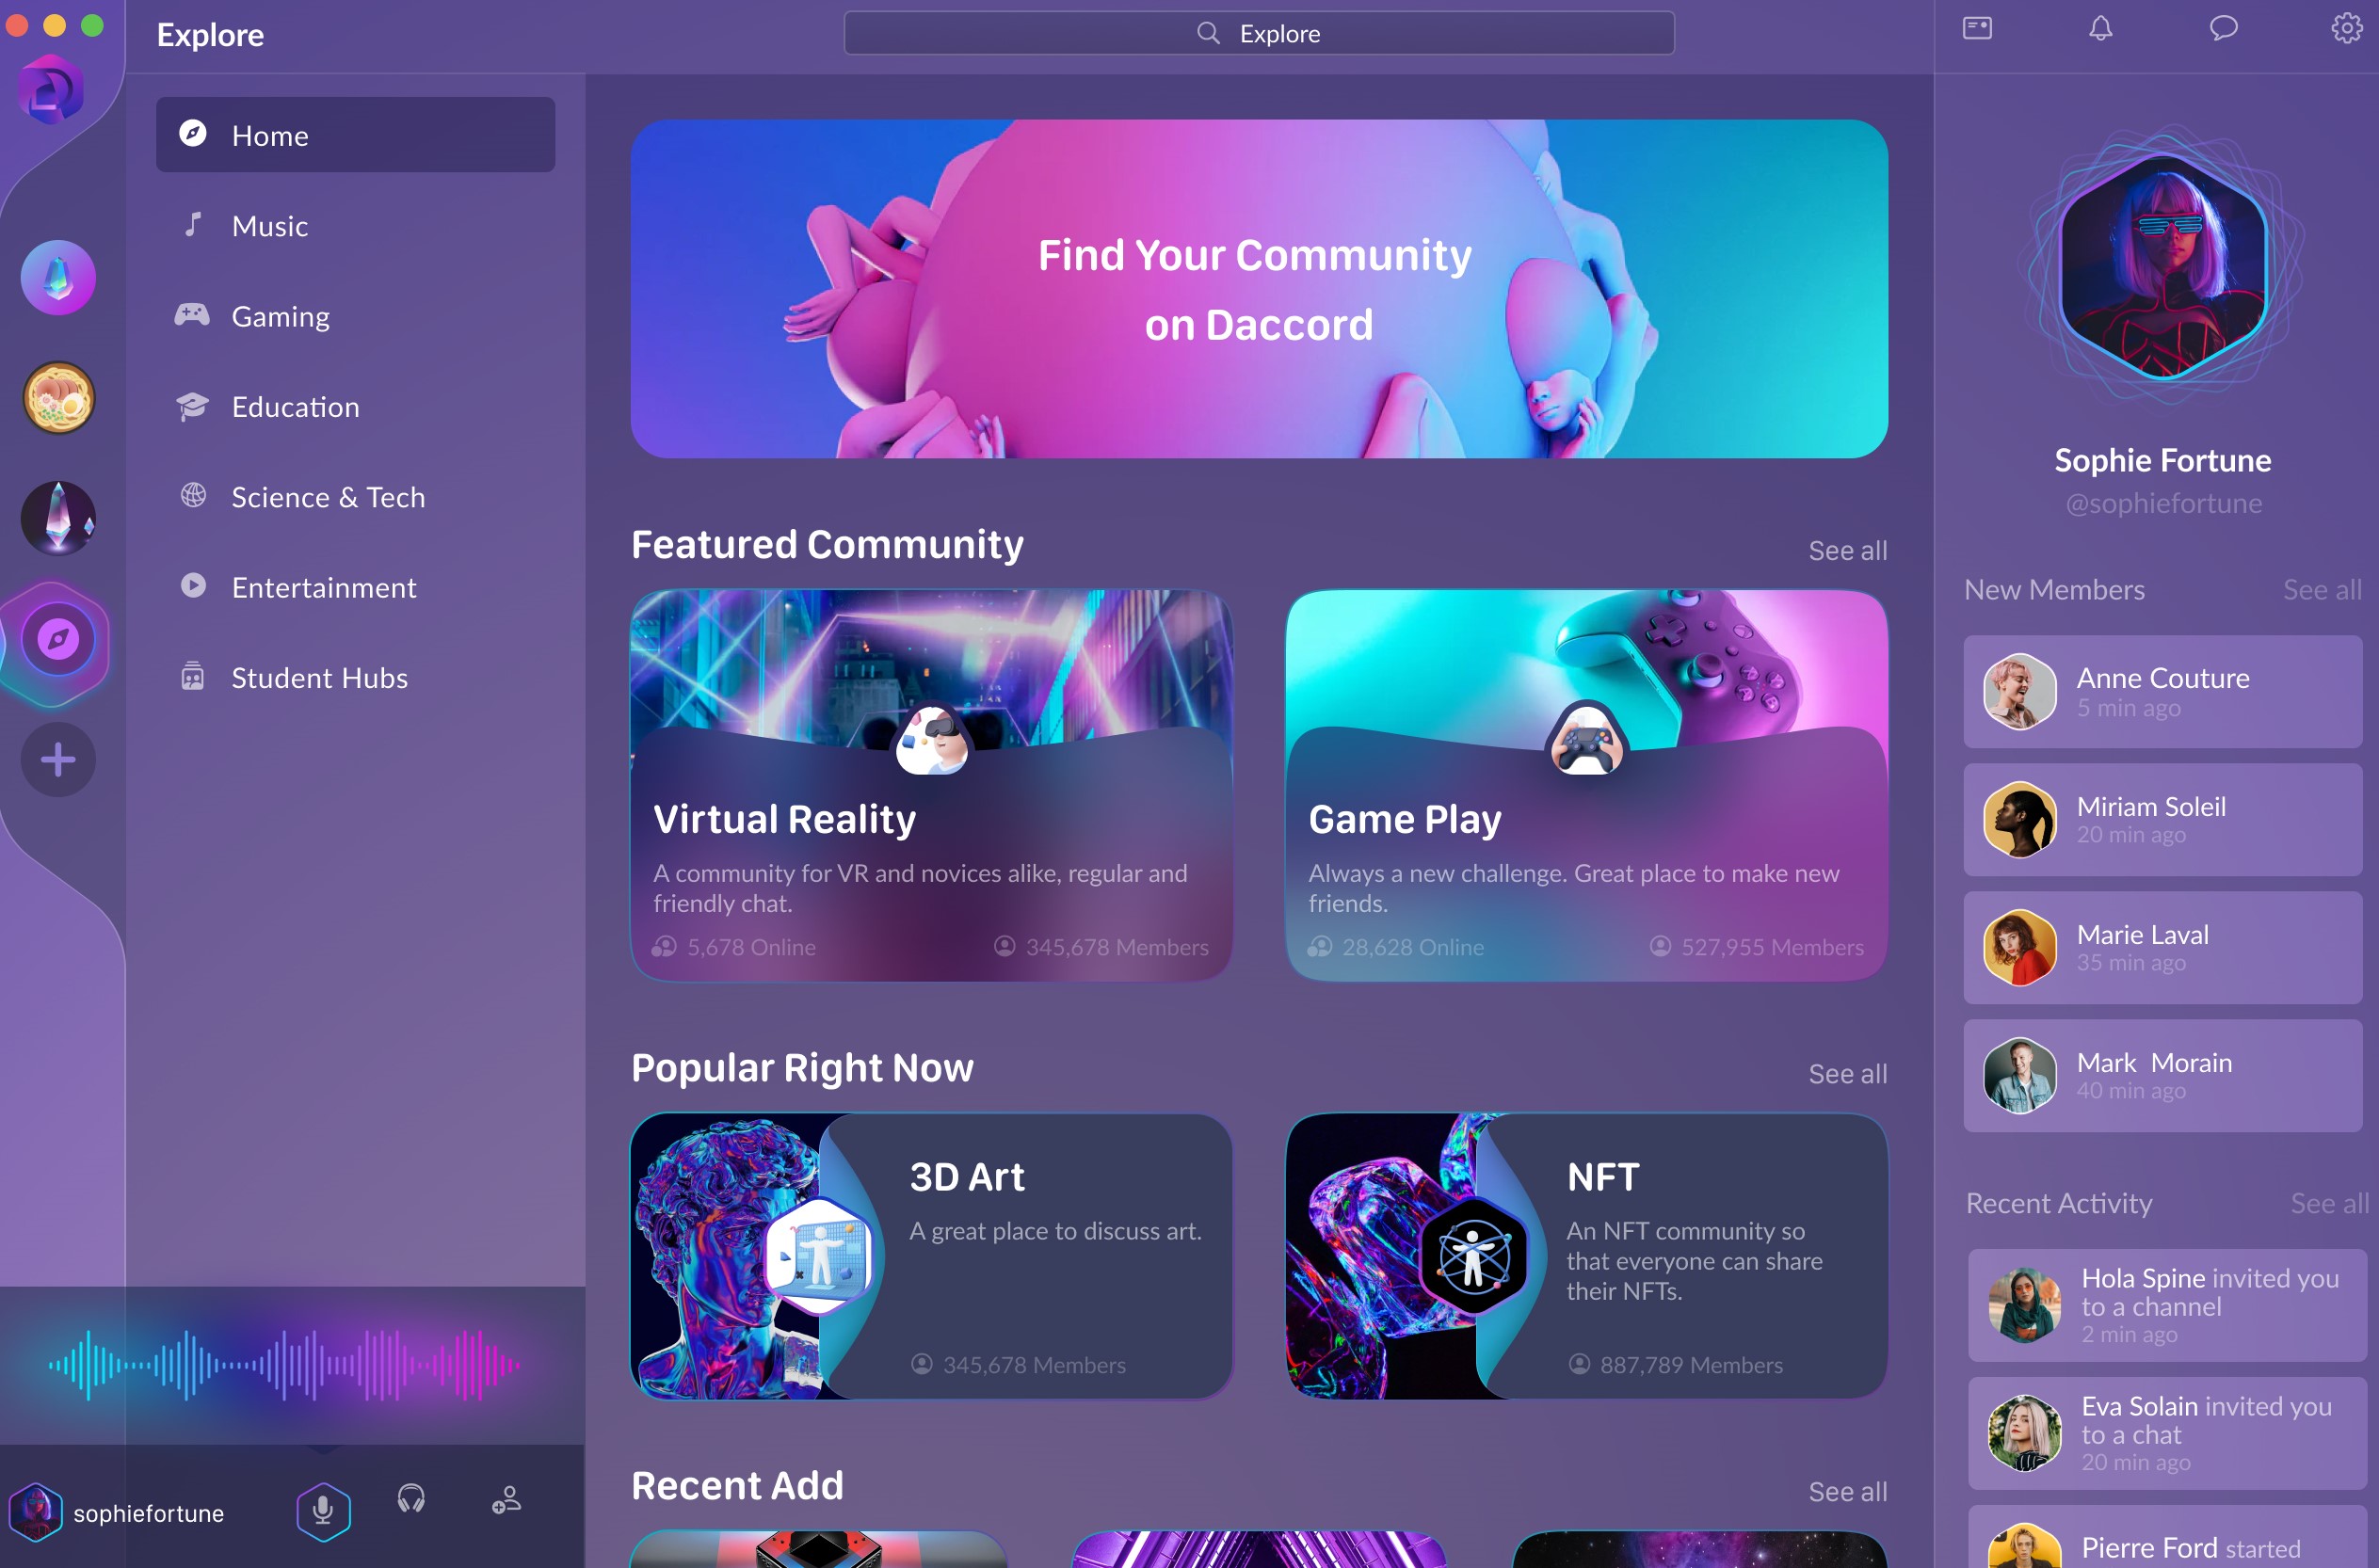 Explore
Explore
Home
Music
Gaming
Education
Science & Tech
Entertainment
Student Hubs
sophiefortune
Find Your Community
on Daccord
Featured Community
See all
Virtual Reality
A community for VR and novices alike, regular and
friendly chat.
5,678 Online
345,678 Members
Game Play
Always a new challenge. Great place to make new
friends.
28,628 Online
527,955 Members
Popular Right Now
See all
3D Art
A great place to discuss art.
345,678 Members
NFT
An NFT community so
that everyone can share
their NFTs.
887,789 Members
Recent Add
See all
Sophie Fortune
@sophiefortune
New Members
See all
Anne Couture
5 min ago
Miriam Soleil
20 min ago
Marie Laval
35 min ago
Mark Morain
40 min ago
Recent Activity
See all
Hola Spine invited you
to a channel
2 min ago
Eva Solain invited you
to a chat
20 min ago
Pierre Ford started